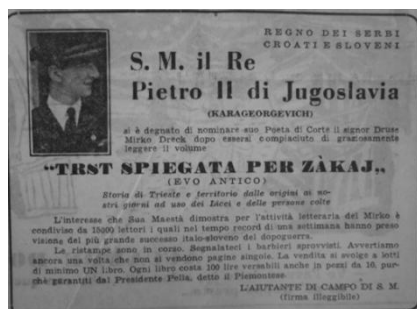 REGNO DEI SERBI
CROATI E SLOVENI
S. M. il Re
Pietro II di Jugoslavia
(KARAGEORGEVICH)
si è degnato di nominare suo Poeta di Corte il signor Druse
Mirko Dreck dopo essersi compiaciuto di graziosamente
leggere il volume
"TRST SPIEGATA PER ZÀKAJ„
(EVO ANTICO)
Storia di Trieste e territorio dalle origini ai no-
stri giorni ad uso dei Licei e delle persone colte
L'interesse che Sua Maestà dimostra per l'attività letteraria del Mirko è
condiviso da 15000 lettori i quali nel tempo record di una settimana hanno preso
visione del più grande successo italo-sloveno del dopoguerra.
Le ristampe sono in corzo. Segnalateci i barbieri sprovvisti. Avvertiamo
ancora una volta che non si vendono pagine singole. La vendita si svolge a lotti
di minimo UN libro. Ogni libro costa 100 lire versabili anche in pezzi da 10, pur-
chè garantiti dal Presidente Pella, detto il Piemontese.
L'AIUTANTE DI CAMPO DI S. M.
(firma illeggibile)